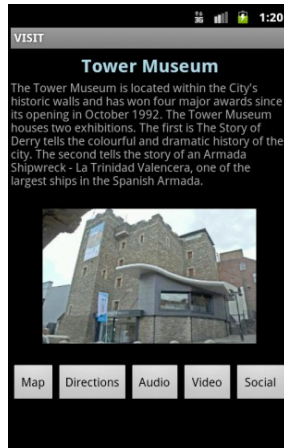 3G 1:20
VISIT
Tower Museum
The Tower Museum is located within the City's
historic walls and has won four major awards since
its opening in October 1992. The Tower Museum
houses two exhibitions. The first is The Story of
Derry tells the colourful and dramatic history of the
city. The second tells the story of an Armada
Shipwreck - La Trinidad Valencera, one of the
largest ships in the Spanish Armada.
Map Directions Audio Video Social